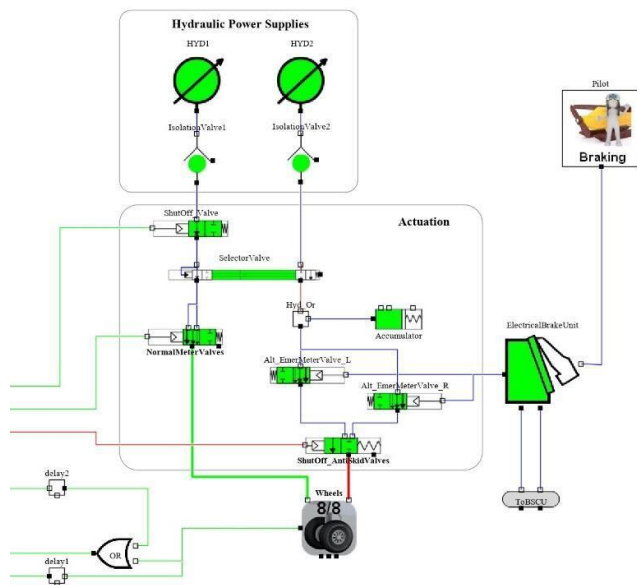 Hydraulic Power Supplies
HYD1
HYD2
Pilot
IsolationValve1
IsolationValve2
Braking
ShutOff_Valve
Actuation
SelectorValve
Hyd_Or
Accumulator
ElectricalBrakeUnit
NormalMeterValves
Alt_EmerMeterValve_L
Alt_EmerMeterValve_R
ShutOff_AntiSkidValves
delay2
Wheels
8/8
ToBSCU
OR
delay1